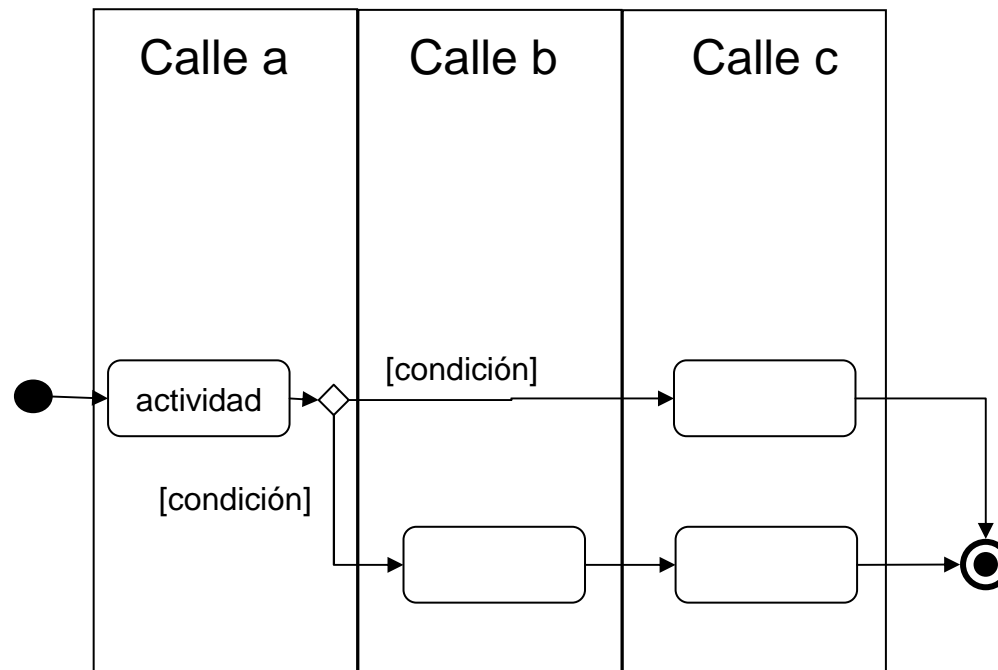 Calle a
Calle b
Calle c
[condición]
actividad
[condición]